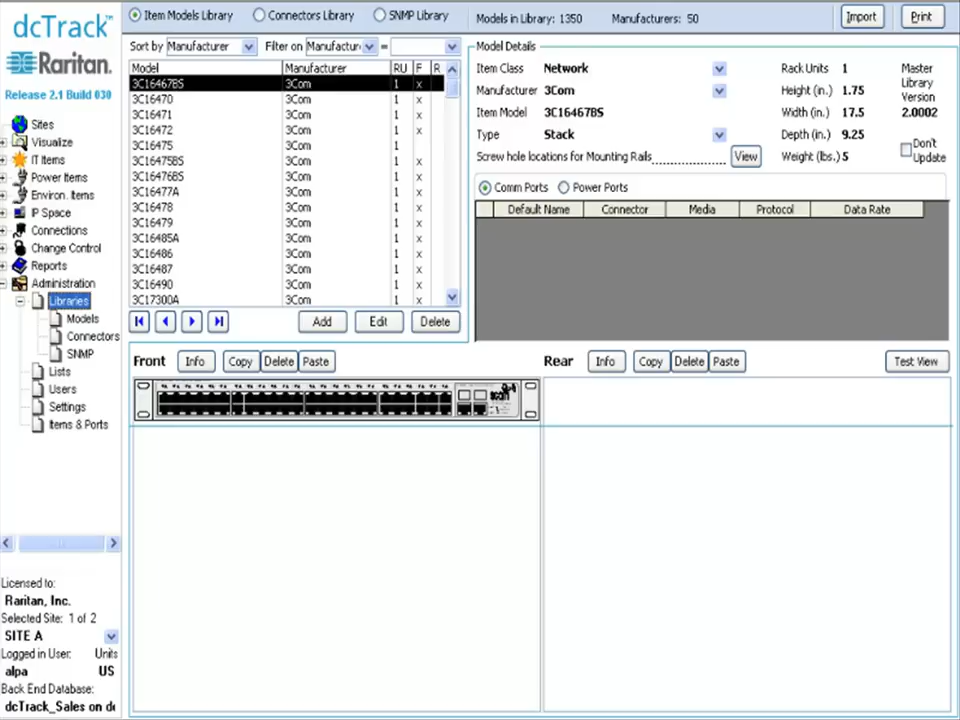 dcTrack
Raritan.
Release 2.1 Build 030
Sites
Visualize
IT Items
Power Items
Environ. Items
IP Space
Connections
Change Control
Reports
Administration
Libraries
Models
Connectors
SNMP
Lists
Users
Settings
Items & Ports
Licensed to:
Raritan, Inc.
Selected Site: 1 of 2
SITE A
Logged in User: Units
alpa US
Back End Database:
dcTrack_Sales on
Item Models Library Connectors Library SNMP Library Models in Library: 1350 Manufacturers: 50 Import Print
Sort by Manufacturer Filter on Manufactur =
Model Manufacturer RU F R
3C16467BS 3Com 1 x
3C16470 3Com 1 x
3C16471 3Com 1 x
3C16472 3Com 1 x
3C16475 3Com 1
3C16475BS 3Com 1 x
3C16476BS 3Com 1 x
3C16477A 3Com 1 x
3C16478 3Com 1 x
3C16479 3Com 1 x
3C16485A 3Com 1 x
3C16486 3Com 1 x
3C16487 3Com 1 x
3C16490 3Com 1 x
3C17300A 3Com 1 x
Add Edit Delete
Model Details
Item Class Network Rack Units 1
Manufacturer 3Com Height (in.) 1.75
Item Model 3C16467BS Width (in.) 17.5
Type Stack Depth (in.) 9.25
Screw hole locations for Mounting Rails View Weight (lbs.) 5
Master
Library
Version
2.0002
Don't
Update
Comm Ports Power Ports
Default Name Connector Media Protocol Data Rate
Front Info Copy Delete Paste
Rear Info Copy Delete Paste Test View